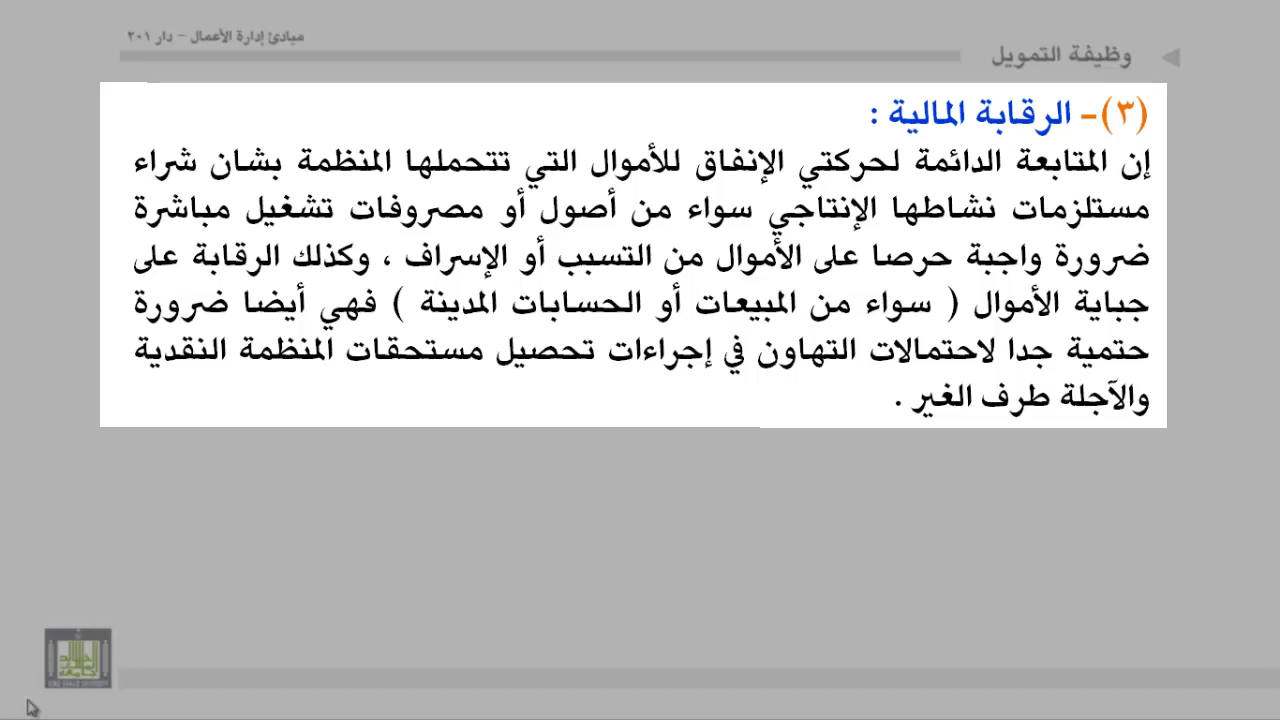 مبادئ إدارة الأعمال – دار ٢٠١
وظيفة التمويل
(٣)- الرقابة المالية :
إن المتابعة الدائمة لحركتي الإنفاق للأموال التي تتحملها المنظمة بشان شراء
مستلزمات نشاطها الإنتاجي سواء من أصول أو مصروفات تشغيل مباشرة
ضرورة واجبة حرصا على الأموال من التسبب أو الإسراف ، وكذلك الرقابة على
جباية الأموال ( سواء من المبيعات أو الحسابات المدينة ) فهي أيضا ضرورة
حتمية جدا لاحتمالات التهاون في إجراءات تحصيل مستحقات المنظمة النقدية
والآجلة طرف الغير .